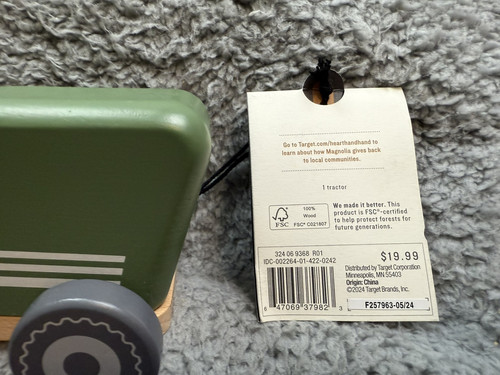 Go to Target.com/hearthandhand to
learn about how Magnolia gives back
to local communities.
1 tractor
FSC
100%
Wood
FSC® C021807
We made it better. This
product is FSC®-certified
to help protect forests for
future generations.
324 06 9368 R01
IDC-002264-01-422-0242
47069 37982
$19.99
Distributed by Target Corporation
Minneapolis, MN 55403
Origin: China
©2024 Target Brands, Inc.
F257963-05/24